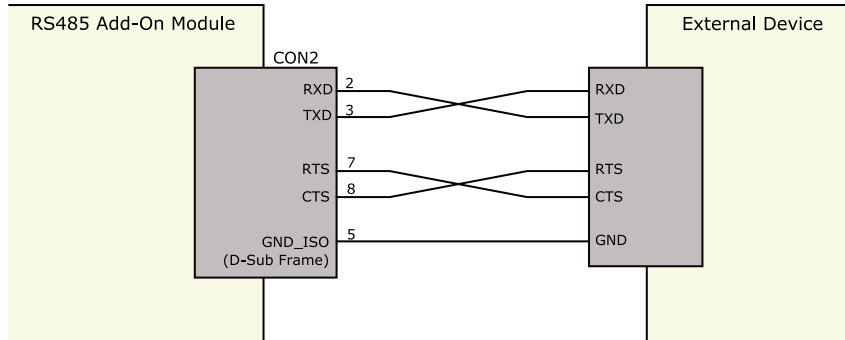 RS485 Add-On Module
External Device
CON2
RXD 2
RXD
TXD 3
TXD
RTS 7
RTS
CTS 8
CTS
GND_ISO 5
GND
(D-Sub Frame)